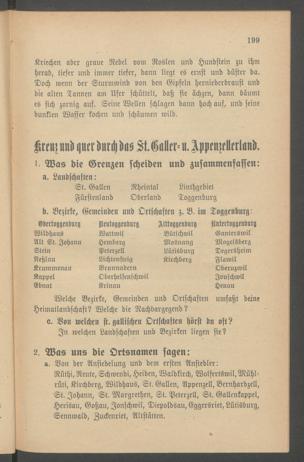 199
Kriechen aber graue Nebel vom Roslen und Hundstein zu ihm
herab, tiefer und immer tiefer, dann liegt es ernst und düster da.
Doch wenn der Sturmwind von den Gipfeln herniederbraust und
die alten Tannen am Ufer schüttelt, daß sie ächzen, dann bäumt
es sich zornig auf. Seine Wellen schlagen dann hoch auf, und seine
dunklen Wasser kochen und schäumen wild.
Kreuz und quer durch das St. Galler- u. Appenzellerland.
1. Was die Grenzen scheiden und zusammenfassen:
a. Landschaften:
St. Gallen Rheintal Linthgebiet
Fürstenland Oberland Toggenburg
b. Bezirke, Gemeinden und Ortschaften z. B. im Toggenburg:
Obertoggenburg Neutoggenburg Alttoggenburg Untertoggenburg
Wildhaus Wattwil Bütschwil Ganterswil
Alt St. Johann Hemberg Mosnang Mogelsberg
Stein Peterzell Lütisburg Degersheim
Neßlau Lichtensteig Kirchberg Flawil
Krummenau Brunnadern Oberuzwil
Kappel Oberhelfenschwil Jonschwil
Ebnat Krinau Henau
Welche Bezirke, Gemeinden und Ortschaften umfaßt deine
Heimatlandschaft? Welche die Nachbargegend?
c. Von welchen st. gallischen Ortschaften hörst du oft?
In welchen Landschaften und Bezirken liegen sie?
2. Was uns die Ortsnamen sagen:
a. Von der Ansiedelung und dem ersten Ansiedler:
Rüthi, Reute, Schwendi, Heiden, Waldkirch, Wolfertswil, Mühl-
rüti, Kirchberg, Wildhaus, St. Gallen, Appenzell, Bernhardzell,
St. Johann, St. Margrethen, St. Peterzell, St. Gallenkappel,
Herisau, Goßau, Jonschwil, Diepoldsau, Eggersriet, Lütisburg,
Sennwald, Zuckenriet, Altstätten.